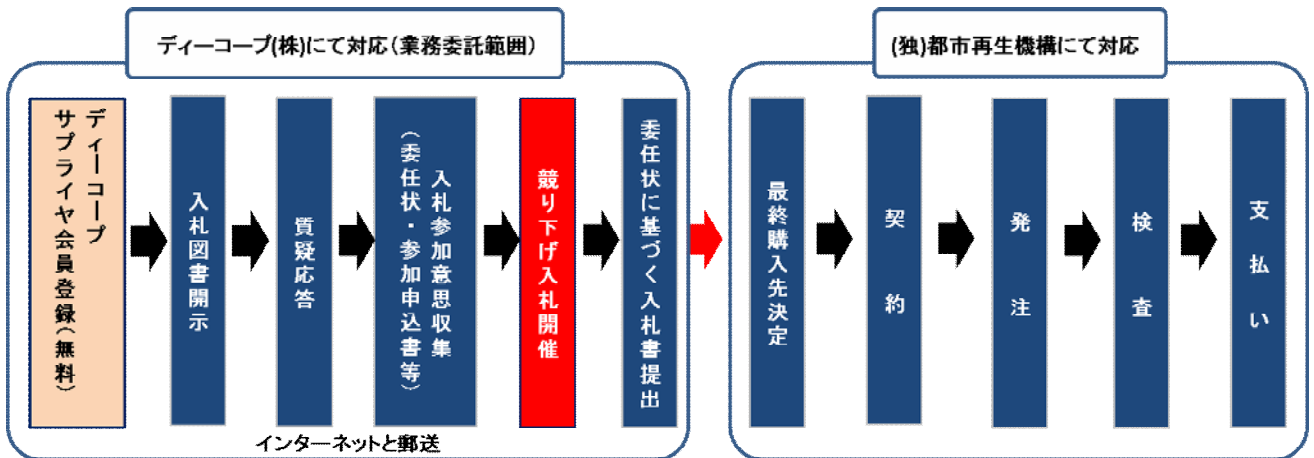 ディーコープ(株)にて対応(業務委託範囲)
ディーコープ
サプライヤ会員登録(無料)
入札図書開示
質疑応答
入札参加意思収集
(委任状・参加申込書等)
競り下げ入札開催
委任状に基づく入札書提出
インターネットと郵送
(独)都市再生機構にて対応
最終購入先決定
契約
発注
検査
支払い